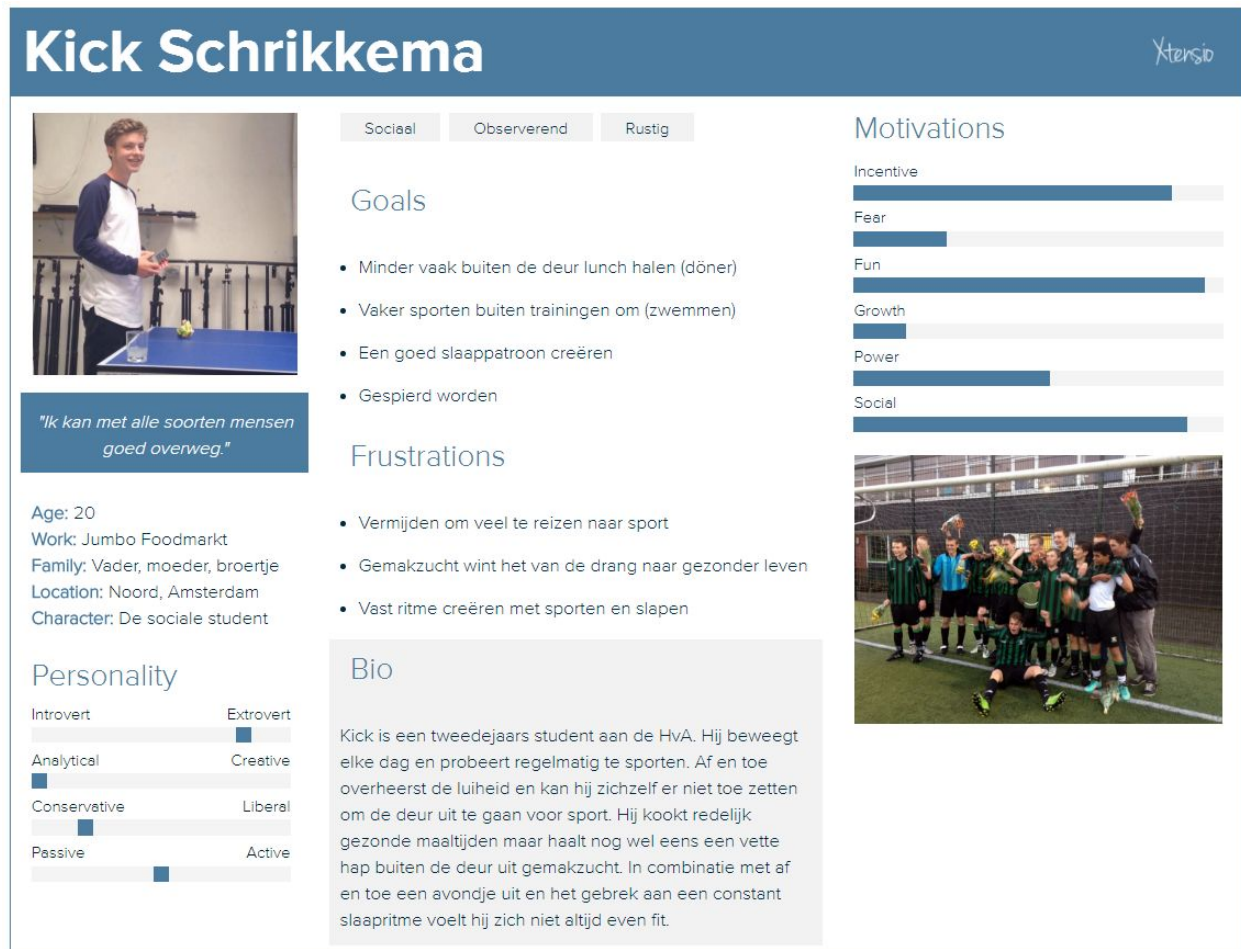 Kick Schrikkema
Xtensio
"Ik kan met alle soorten mensen
goed overweg."
Age: 20
Work: Jumbo Foodmarkt
Family: Vader, moeder, broertje
Location: Noord, Amsterdam
Character: De sociale student
Personality
Introvert Extrovert
Analytical Creative
Conservative Liberal
Passive Active
Sociaal Observerend Rustig
Goals
• Minder vaak buiten de deur lunch halen (döner)
• Vaker sporten buiten trainingen om (zwemmen)
• Een goed slaappatroon creëren
• Gespierd worden
Frustrations
• Vermijden om veel te reizen naar sport
• Gemakzucht wint het van de drang naar gezonder leven
• Vast ritme creëren met sporten en slapen
Bio
Kick is een tweedejaars student aan de HvA. Hij beweegt
elke dag en probeert regelmatig te sporten. Af en toe
overheerst de luiheid en kan hij zichzelf er niet toe zetten
om de deur uit te gaan voor sport. Hij kookt redelijk
gezonde maaltijden maar haalt nog wel eens een vette
hap buiten de deur uit gemakzucht. In combinatie met af
en toe een avondje uit en het gebrek aan een constant
slaapritme voelt hij zich niet altijd even fit.
Motivations
Incentive
Fear
Fun
Growth
Power
Social